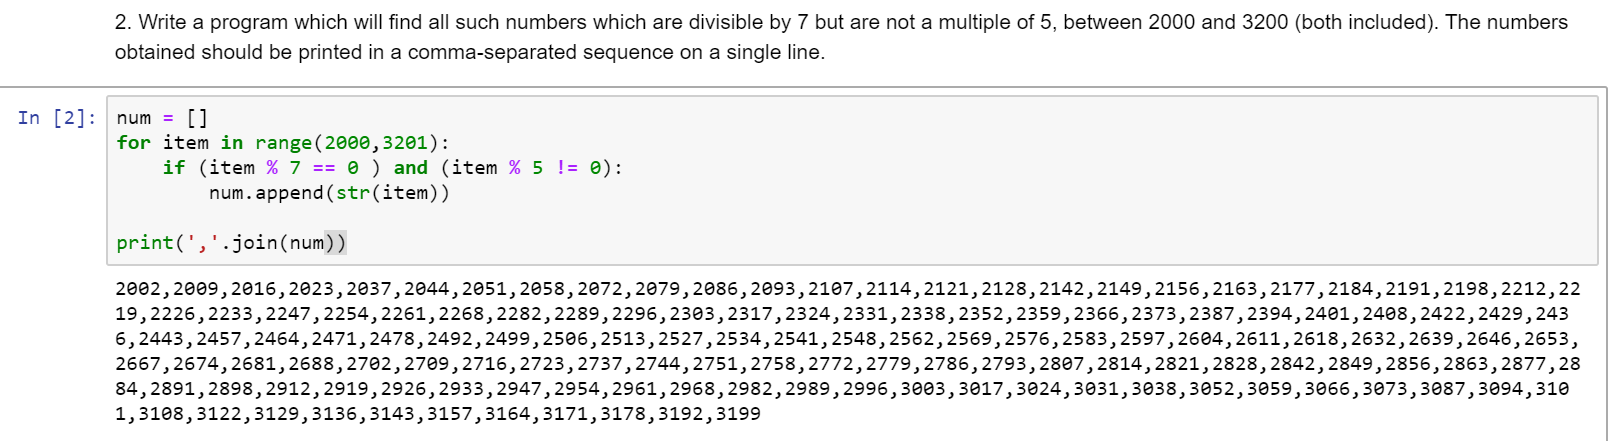 2. Write a program which will find all such numbers which are divisible by 7 but are not a multiple of 5, between 2000 and 3200 (both included). The numbers
obtained should be printed in a comma-separated sequence on a single line.
In [2]:
num = []
for item in range(2000,3201):
    if (item % 7 == 0 ) and (item % 5 != 0):
        num.append(str(item))

print(','.join(num))
2002,2009,2016,2023,2037,2044,2051,2058,2072,2079,2086,2093,2107,2114,2121,2128,2142,2149,2156,2163,2177,2184,2191,2198,2212,22
19,2226,2233,2247,2254,2261,2268,2282,2289,2296,2303,2317,2324,2331,2338,2352,2359,2366,2373,2387,2394,2401,2408,2422,2429,243
6,2443,2457,2464,2471,2478,2492,2499,2506,2513,2527,2534,2541,2548,2562,2569,2576,2583,2597,2604,2611,2618,2632,2639,2646,2653,
2667,2674,2681,2688,2702,2709,2716,2723,2737,2744,2751,2758,2772,2779,2786,2793,2807,2814,2821,2828,2842,2849,2856,2863,2877,28
84,2891,2898,2912,2919,2926,2933,2947,2954,2961,2968,2982,2989,2996,3003,3017,3024,3031,3038,3052,3059,3066,3073,3087,3094,310
1,3108,3122,3129,3136,3143,3157,3164,3171,3178,3192,3199